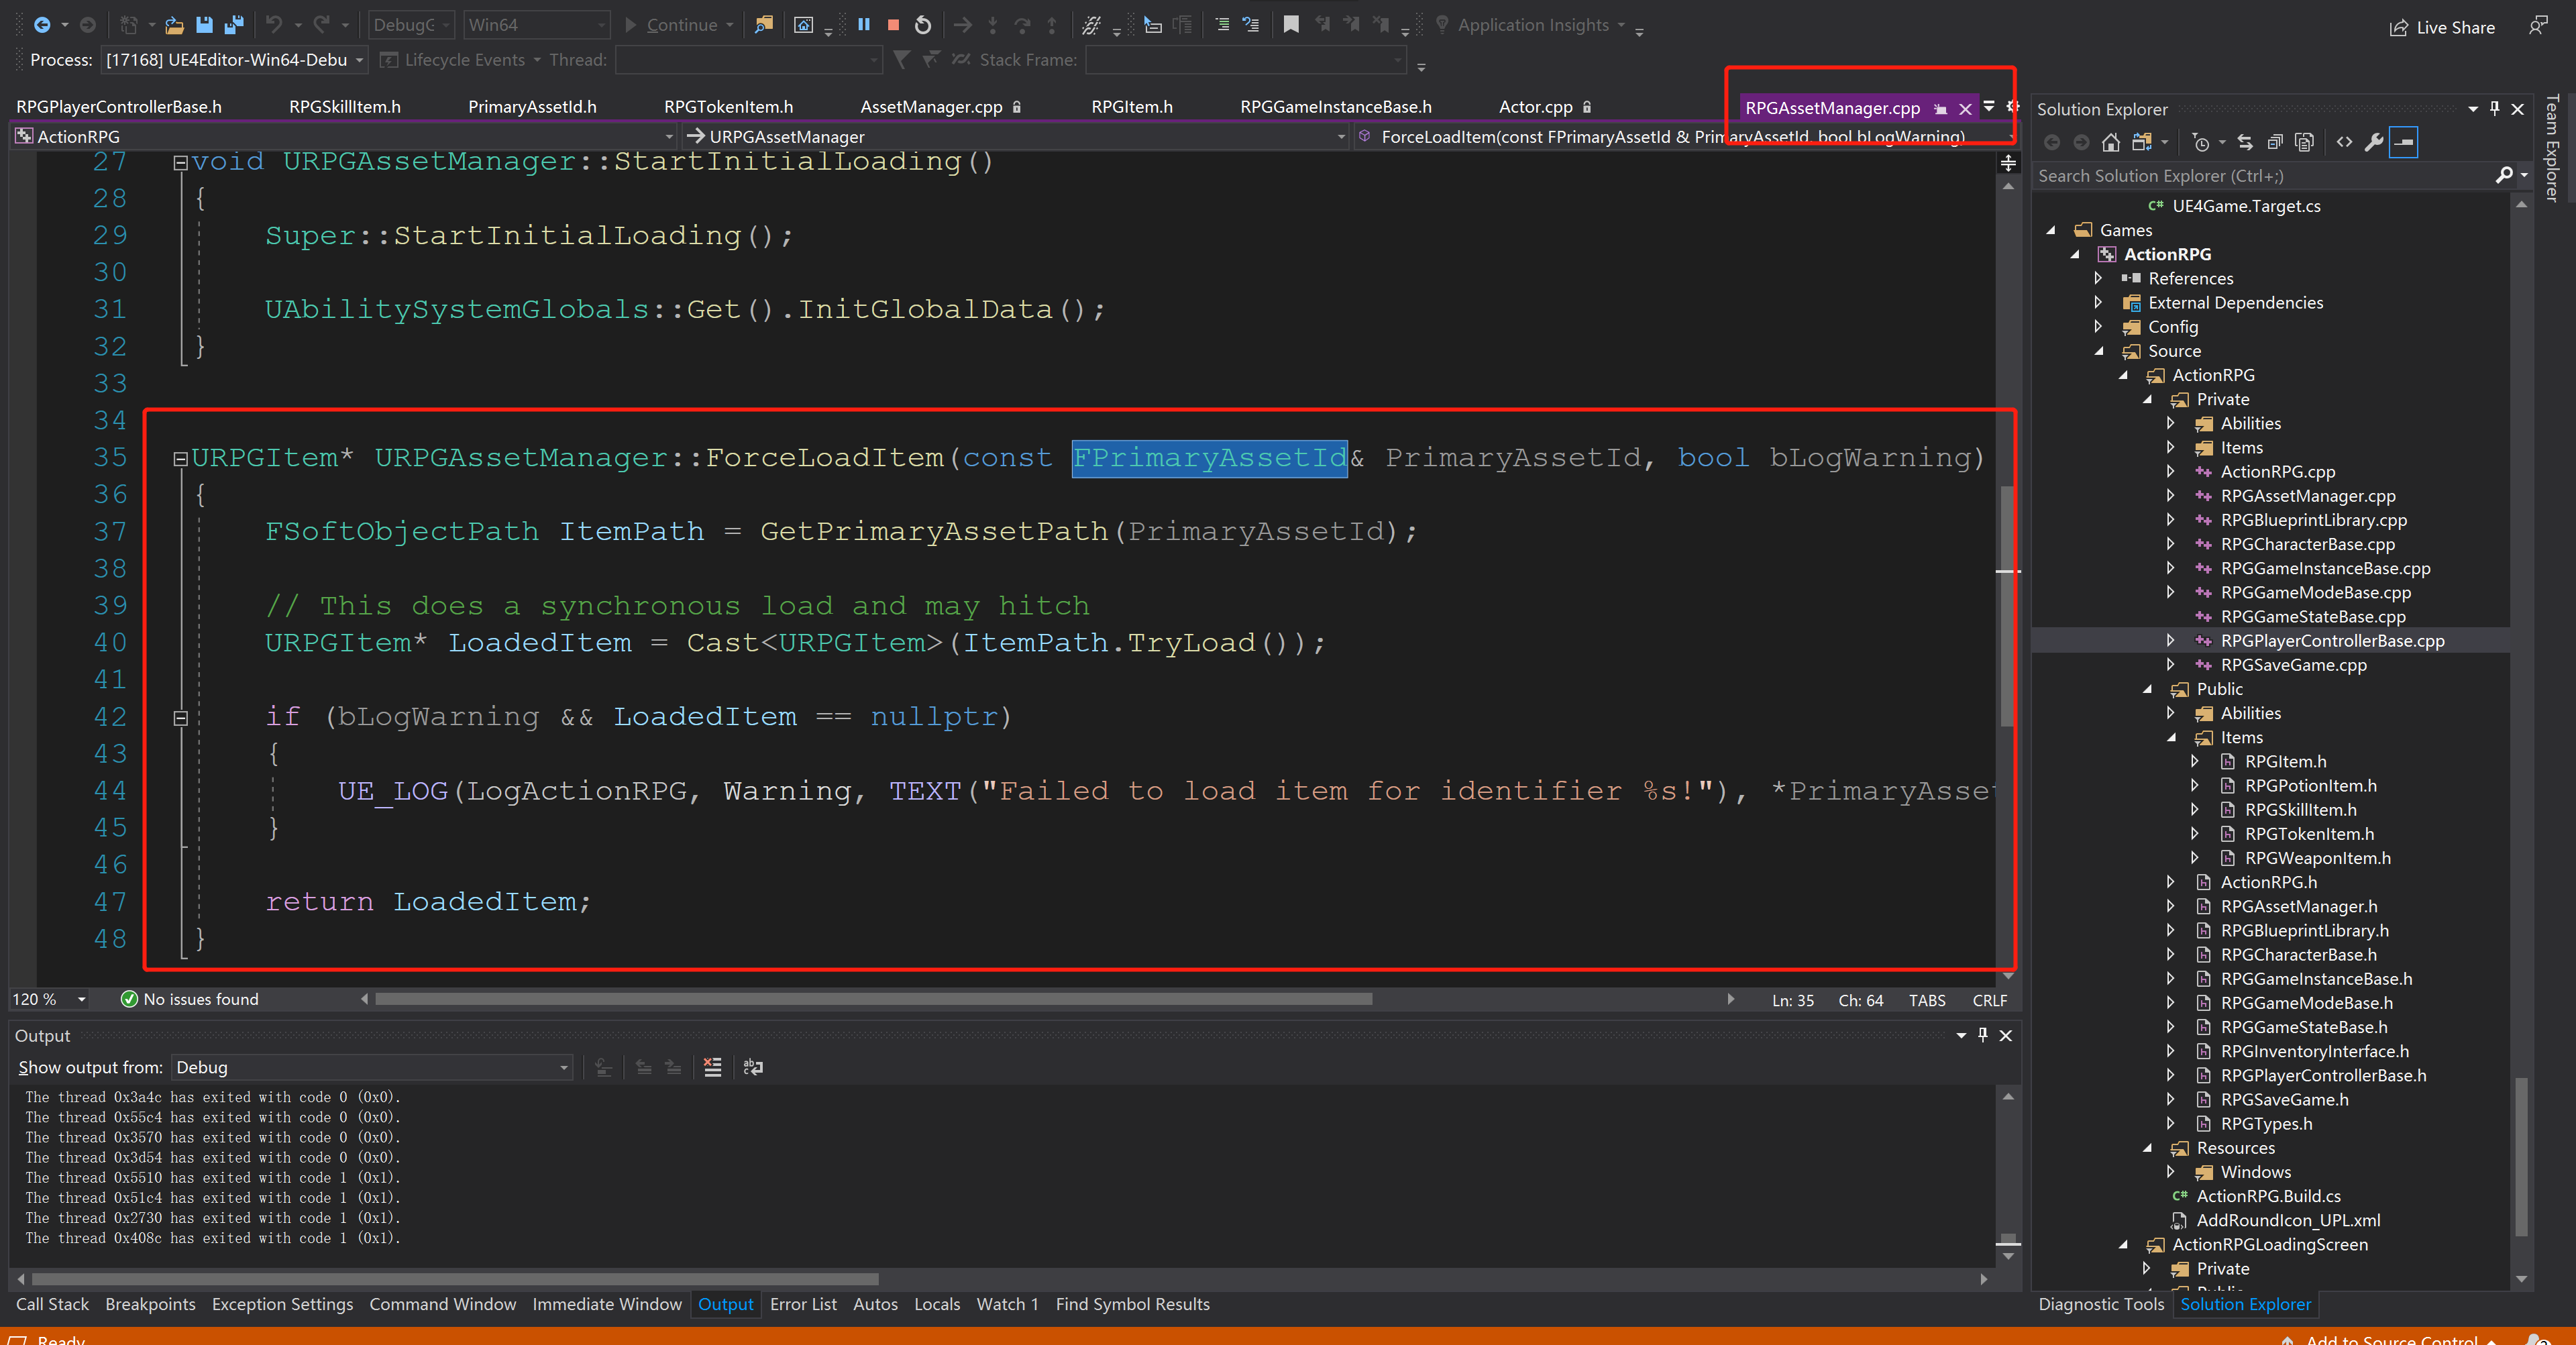 DebugG
Win64
Continue
Application Insights
Live Share
Process:
[17168] UE4Editor-Win64-Debu
Lifecycle Events
Thread:
Stack Frame:
RPGPlayerControllerBase.h
RPGSkillItem.h
PrimaryAssetId.h
RPGTokenItem.h
AssetManager.cpp
RPGItem.h
RPGGameInstanceBase.h
Actor.cpp
RPGAssetManager.cpp
ActionRPG
URPGAssetManager
ForceLoadItem(const FPrimaryAssetId & PrimaryAssetId, bool bLogWarning)
27 void URPGAssetManager::StartInitialLoading()
28 {
29 Super::StartInitialLoading();
30
31 UAbilitySystemGlobals::Get().InitGlobalData();
32 }
33
34
35 URPGItem* URPGAssetManager::ForceLoadItem(const FPrimaryAssetId& PrimaryAssetId, bool bLogWarning)
36 {
37 FSoftObjectPath ItemPath = GetPrimaryAssetPath(PrimaryAssetId);
38
39 // This does a synchronous load and may hitch
40 URPGItem* LoadedItem = Cast<URPGItem>(ItemPath.TryLoad());
41
42 if (bLogWarning && LoadedItem == nullptr)
43 {
44 UE_LOG(LogActionRPG, Warning, TEXT("Failed to load item for identifier %s!"), *PrimaryAsset
45 }
46
47 return LoadedItem;
48 }
120 %
No issues found
Ln: 35
Ch: 64
TABS
CRLF
Output
Show output from:
Debug
The thread 0x3a4c has exited with code 0 (0x0).
The thread 0x55c4 has exited with code 0 (0x0).
The thread 0x3570 has exited with code 0 (0x0).
The thread 0x3d54 has exited with code 0 (0x0).
The thread 0x5510 has exited with code 1 (0x1).
The thread 0x51c4 has exited with code 1 (0x1).
The thread 0x2730 has exited with code 1 (0x1).
The thread 0x408c has exited with code 1 (0x1).
Call Stack
Breakpoints
Exception Settings
Command Window
Immediate Window
Output
Error List
Autos
Locals
Watch 1
Find Symbol Results
Solution Explorer
Search Solution Explorer (Ctrl+;)
UE4Game.Target.cs
Games
ActionRPG
References
External Dependencies
Config
Source
ActionRPG
Private
Abilities
Items
ActionRPG.cpp
RPGAssetManager.cpp
RPGBlueprintLibrary.cpp
RPGCharacterBase.cpp
RPGGameInstanceBase.cpp
RPGGameModeBase.cpp
RPGGameStateBase.cpp
RPGPlayerControllerBase.cpp
RPGSaveGame.cpp
Public
Abilities
Items
RPGItem.h
RPGPotionItem.h
RPGSkillItem.h
RPGTokenItem.h
RPGWeaponItem.h
ActionRPG.h
RPGAssetManager.h
RPGBlueprintLibrary.h
RPGCharacterBase.h
RPGGameInstanceBase.h
RPGGameModeBase.h
RPGGameStateBase.h
RPGInventoryInterface.h
RPGPlayerControllerBase.h
RPGSaveGame.h
RPGTypes.h
Resources
Windows
ActionRPG.Build.cs
AddRoundIcon_UPL.xml
ActionRPGLoadingScreen
Private
Diagnostic Tools
Solution Explorer
Team Explorer
Ready
Add to Source Control